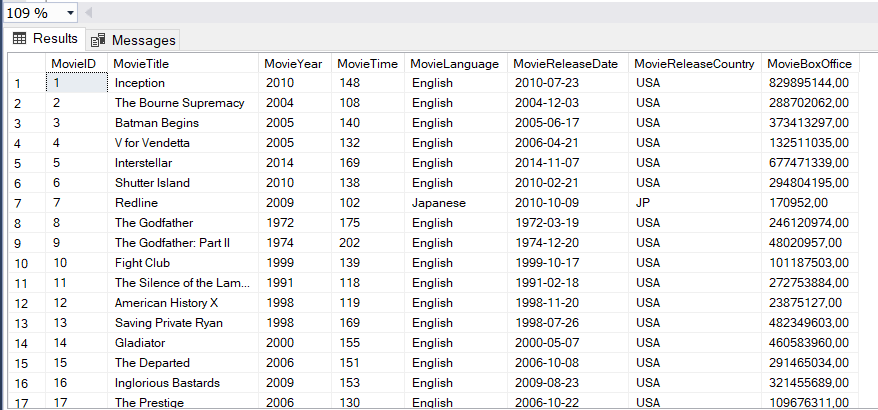 109 %
Results Messages
MovieID MovieTitle MovieYear MovieTime MovieLanguage MovieReleaseDate MovieReleaseCountry MovieBoxOffice
1 1 Inception 2010 148 English 2010-07-23 USA 829895144,00
2 2 The Bourne Supremacy 2004 108 English 2004-12-03 USA 288702062,00
3 3 Batman Begins 2005 140 English 2005-06-17 USA 373413297,00
4 4 V for Vendetta 2005 132 English 2006-04-21 USA 132511035,00
5 5 Interstellar 2014 169 English 2014-11-07 USA 677471339,00
6 6 Shutter Island 2010 138 English 2010-02-21 USA 294804195,00
7 7 Redline 2009 102 Japanese 2010-10-09 JP 170952,00
8 8 The Godfather 1972 175 English 1972-03-19 USA 246120974,00
9 9 The Godfather: Part II 1974 202 English 1974-12-20 USA 48020957,00
10 10 Fight Club 1999 139 English 1999-10-17 USA 101187503,00
11 11 The Silence of the Lam... 1991 118 English 1991-02-18 USA 272753884,00
12 12 American History X 1998 119 English 1998-11-20 USA 23875127,00
13 13 Saving Private Ryan 1998 169 English 1998-07-26 USA 482349603,00
14 14 Gladiator 2000 155 English 2000-05-07 USA 460583960,00
15 15 The Departed 2006 151 English 2006-10-08 USA 291465034,00
16 16 Inglorious Bastards 2009 153 English 2009-08-23 USA 321455689,00
17 17 The Prestige 2006 130 English 2006-10-22 USA 109676311,00